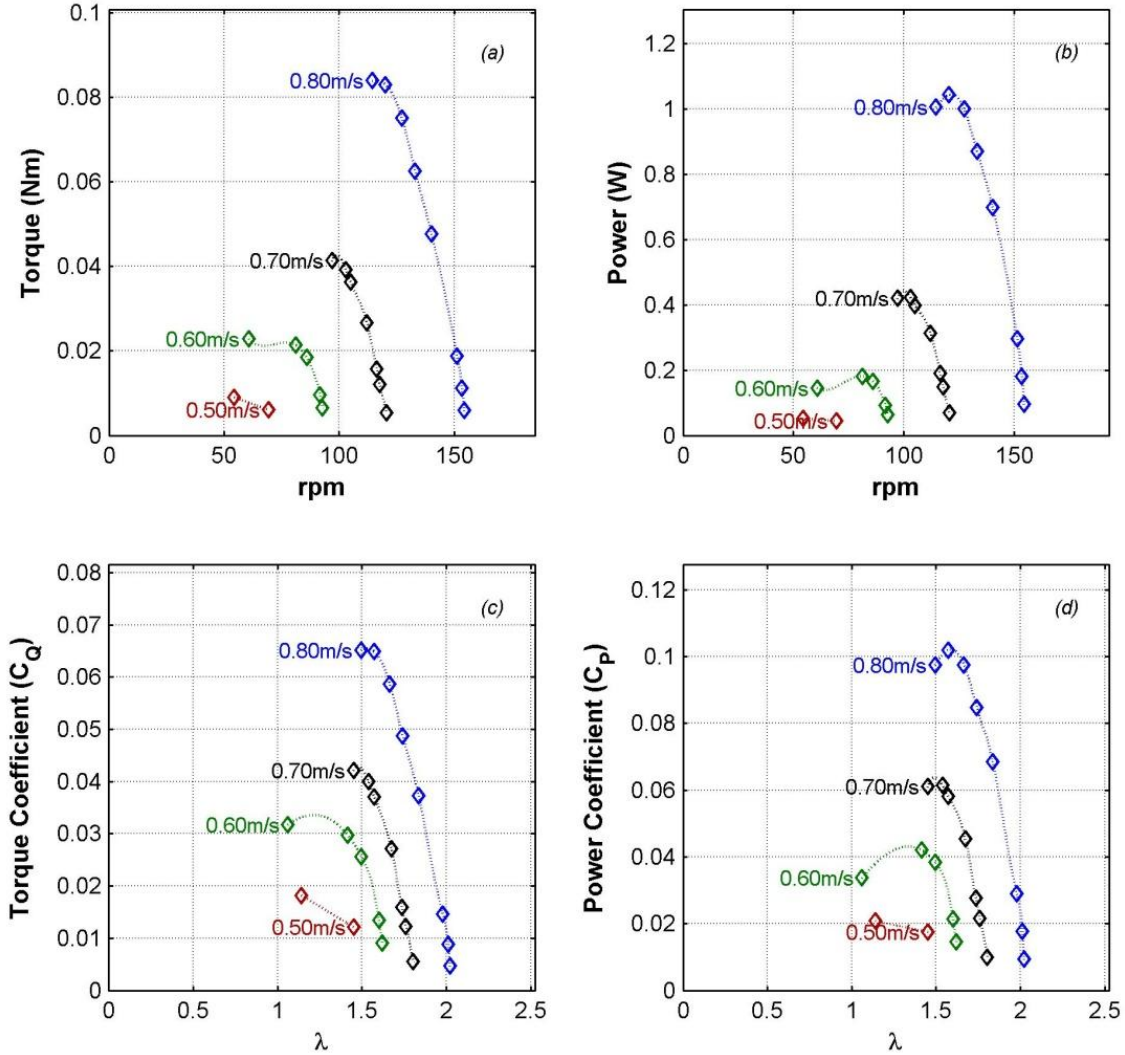 (a)
Torque (Nm)
0.1
0.08
0.06
0.04
0.02
0
0.80m/s
0.70m/s
0.60m/s
0.50m/s
0 50 100 150
rpm
(b)
Power (W)
1.2
1
0.8
0.6
0.4
0.2
0
0.80m/s
0.70m/s
0.60m/s
0.50m/s
0 50 100 150
rpm
(c)
Torque Coefficient (C_Q)
0.08
0.07
0.06
0.05
0.04
0.03
0.02
0.01
0
0.80m/s
0.70m/s
0.60m/s
0.50m/s
0 0.5 1 1.5 2 2.5
λ
(d)
Power Coefficient (C_P)
0.12
0.1
0.08
0.06
0.04
0.02
0
0.80m/s
0.70m/s
0.60m/s
0.50m/s
0 0.5 1 1.5 2 2.5
λ